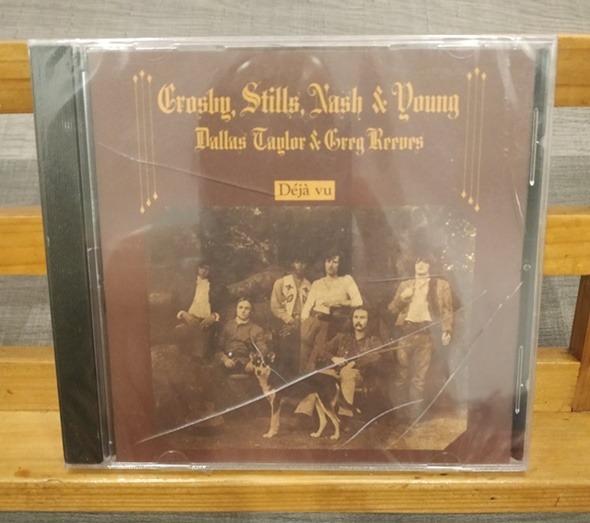 Crosby, Stills, Nash & Young
Dallas Taylor & Greg Reeves
Déjà vu